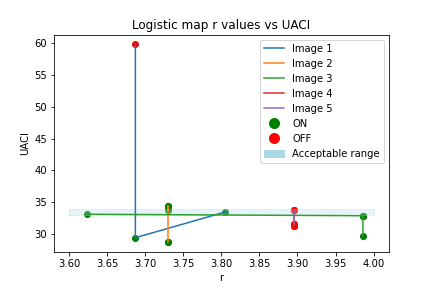 Logistic map r values vs UACI
60
55
50
45
40
35
30
UACI
Image 1
Image 2
Image 3
Image 4
Image 5
ON
OFF
Acceptable range
3.60 3.65 3.70 3.75 3.80 3.85 3.90 3.95 4.00
r